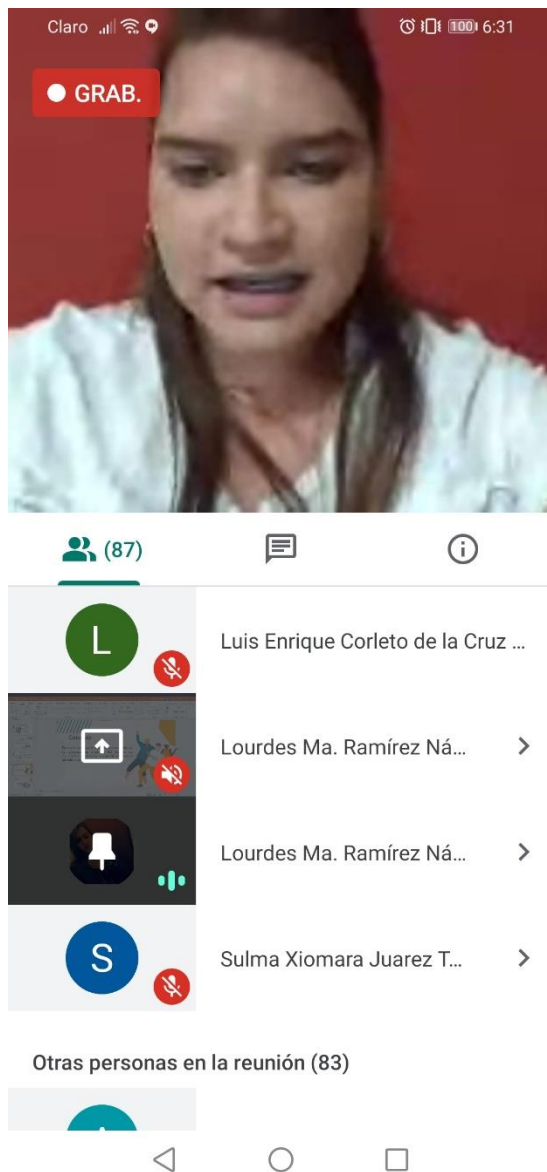 Claro 100 6:31
GRAB.
(87)
L Luis Enrique Corleto de la Cruz ...
Lourdes Ma. Ramírez Ná...
Lourdes Ma. Ramírez Ná...
S Sulma Xiomara Juarez T...
Otras personas en la reunión (83)